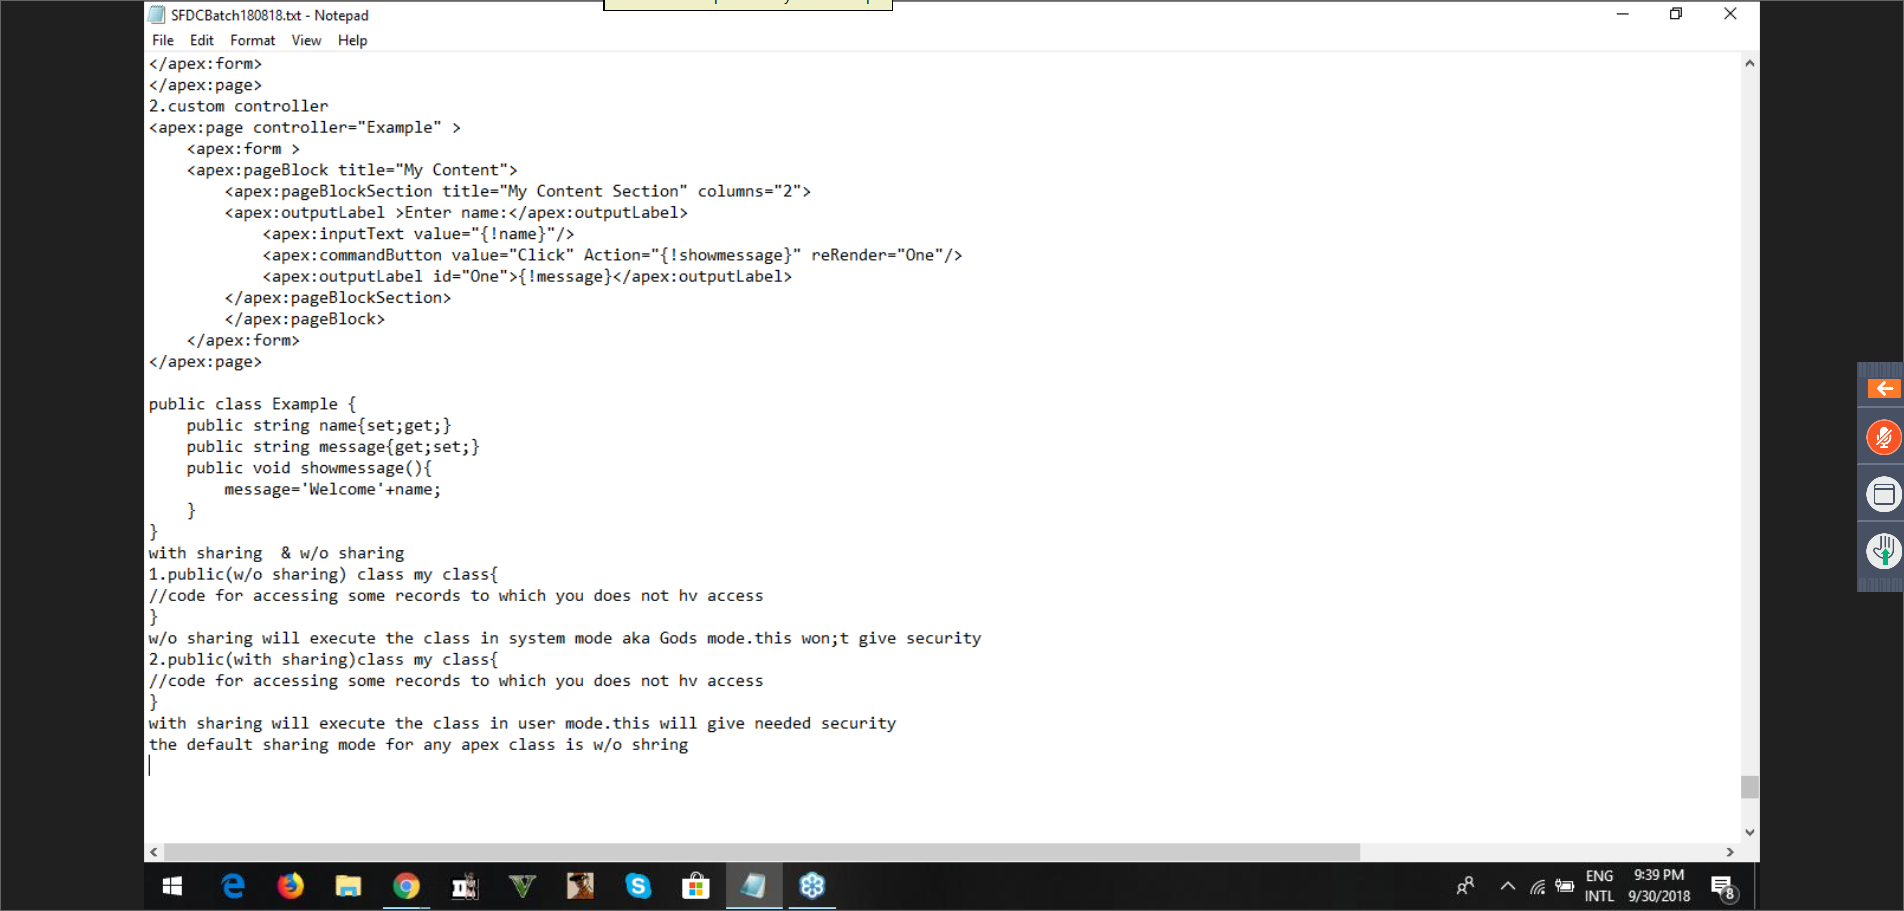 SFDCBatch180818.txt - Notepad
File Edit Format View Help
</apex:form>
</apex:page>
2.custom controller
<apex:page controller="Example" >
<apex:form >
<apex:pageBlock title="My Content">
<apex:pageBlockSection title="My Content Section" columns="2">
<apex:outputLabel >Enter name:</apex:outputLabel>
<apex:inputText value="{!name}"/>
<apex:commandButton value="Click" Action="{!showmessage}" reRender="One"/>
<apex:outputLabel id="One">{!message}</apex:outputLabel>
</apex:pageBlockSection>
</apex:pageBlock>
</apex:form>
</apex:page>
public class Example {
public string name{set;get;}
public string message{get;set;}
public void showmessage(){
message='Welcome'+name;
}
}
with sharing  & w/o sharing
1.public(w/o sharing) class my class{
//code for accessing some records to which you does not hv access
}
w/o sharing will execute the class in system mode aka Gods mode.this won;t give security
2.public(with sharing)class my class{
//code for accessing some records to which you does not hv access
}
with sharing will execute the class in user mode.this will give needed security
the default sharing mode for any apex class is w/o shring
ENG
INTL
9:39 PM
9/30/2018
8